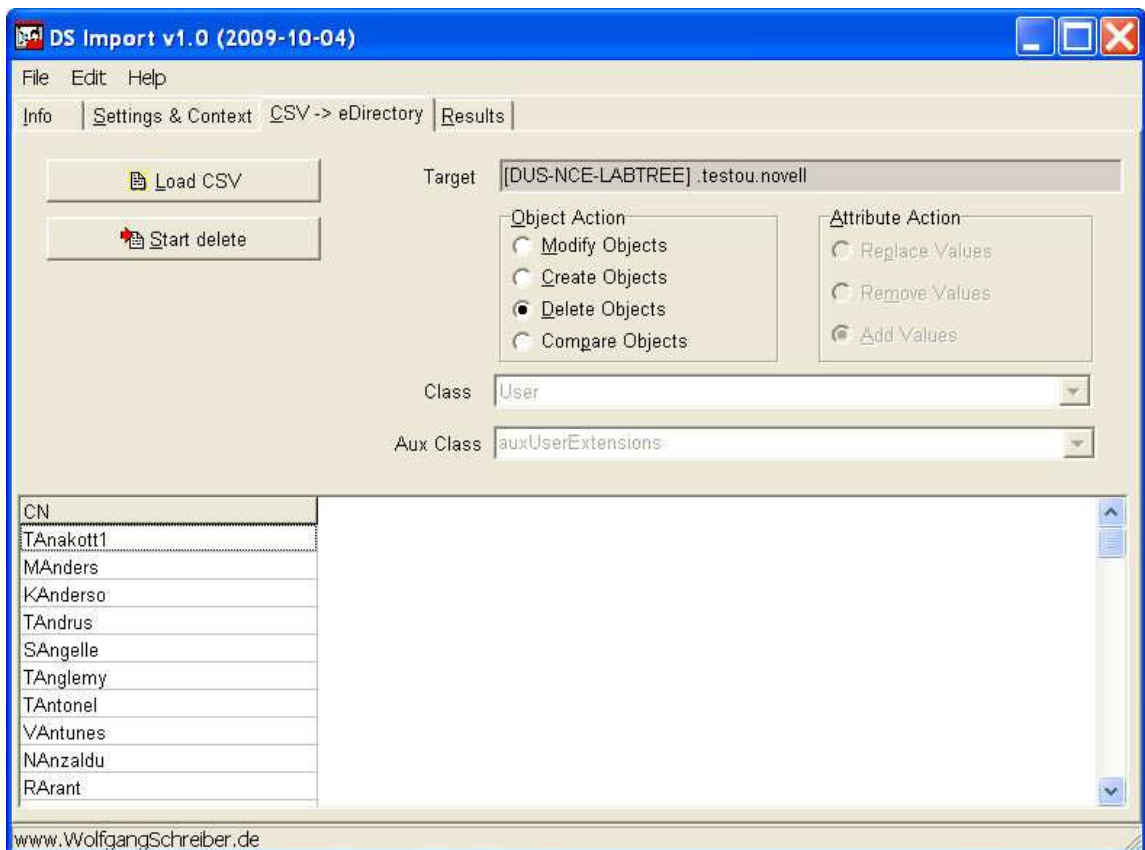 DS Import v1.0 (2009-10-04)
File Edit Help
Info Settings & Context CSV -> eDirectory Results
Load CSV
Target [DUS-NCE-LABTREE] .testou.novell
Start delete
Object Action
Modify Objects
Create Objects
Delete Objects
Compare Objects
Attribute Action
Replace Values
Remove Values
Add Values
Class User
Aux Class auxUserExtensions
CN
TAnakott1
MAnders
KAnderso
TAndrus
SAngelle
TAnglemy
TAntonel
VAntunes
NAnzaldu
RArant
www.WolfgangSchreiber.de